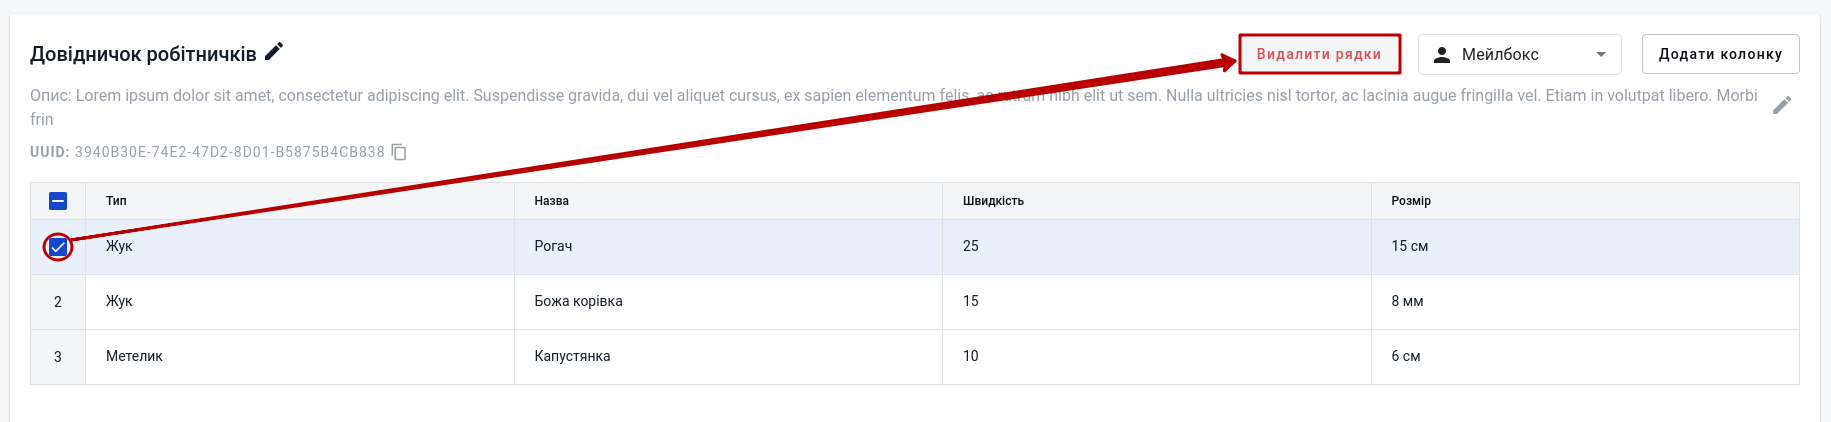 Довідничок робітничків
Видалити рядки
Мейлбокс
Додати колонку
Опис: Lorem ipsum dolor sit amet, consectetur adipiscing elit. Suspendisse gravida, dui vel aliquet cursus, ex sapien elementum felis, ac rutrum nibh elit ut sem. Nulla ultricies nisl tortor, ac lacinia augue fringilla vel. Etiam in volutpat libero. Morbi
frin
UUID: 3940B30E-74E2-47D2-8D01-B5875B4CB838
Тип Назва Швидкість Розмір
Жук Рогач 25 15 см
2 Жук Божа корівка 15 8 мм
3 Метелик Капустянка 10 6 см